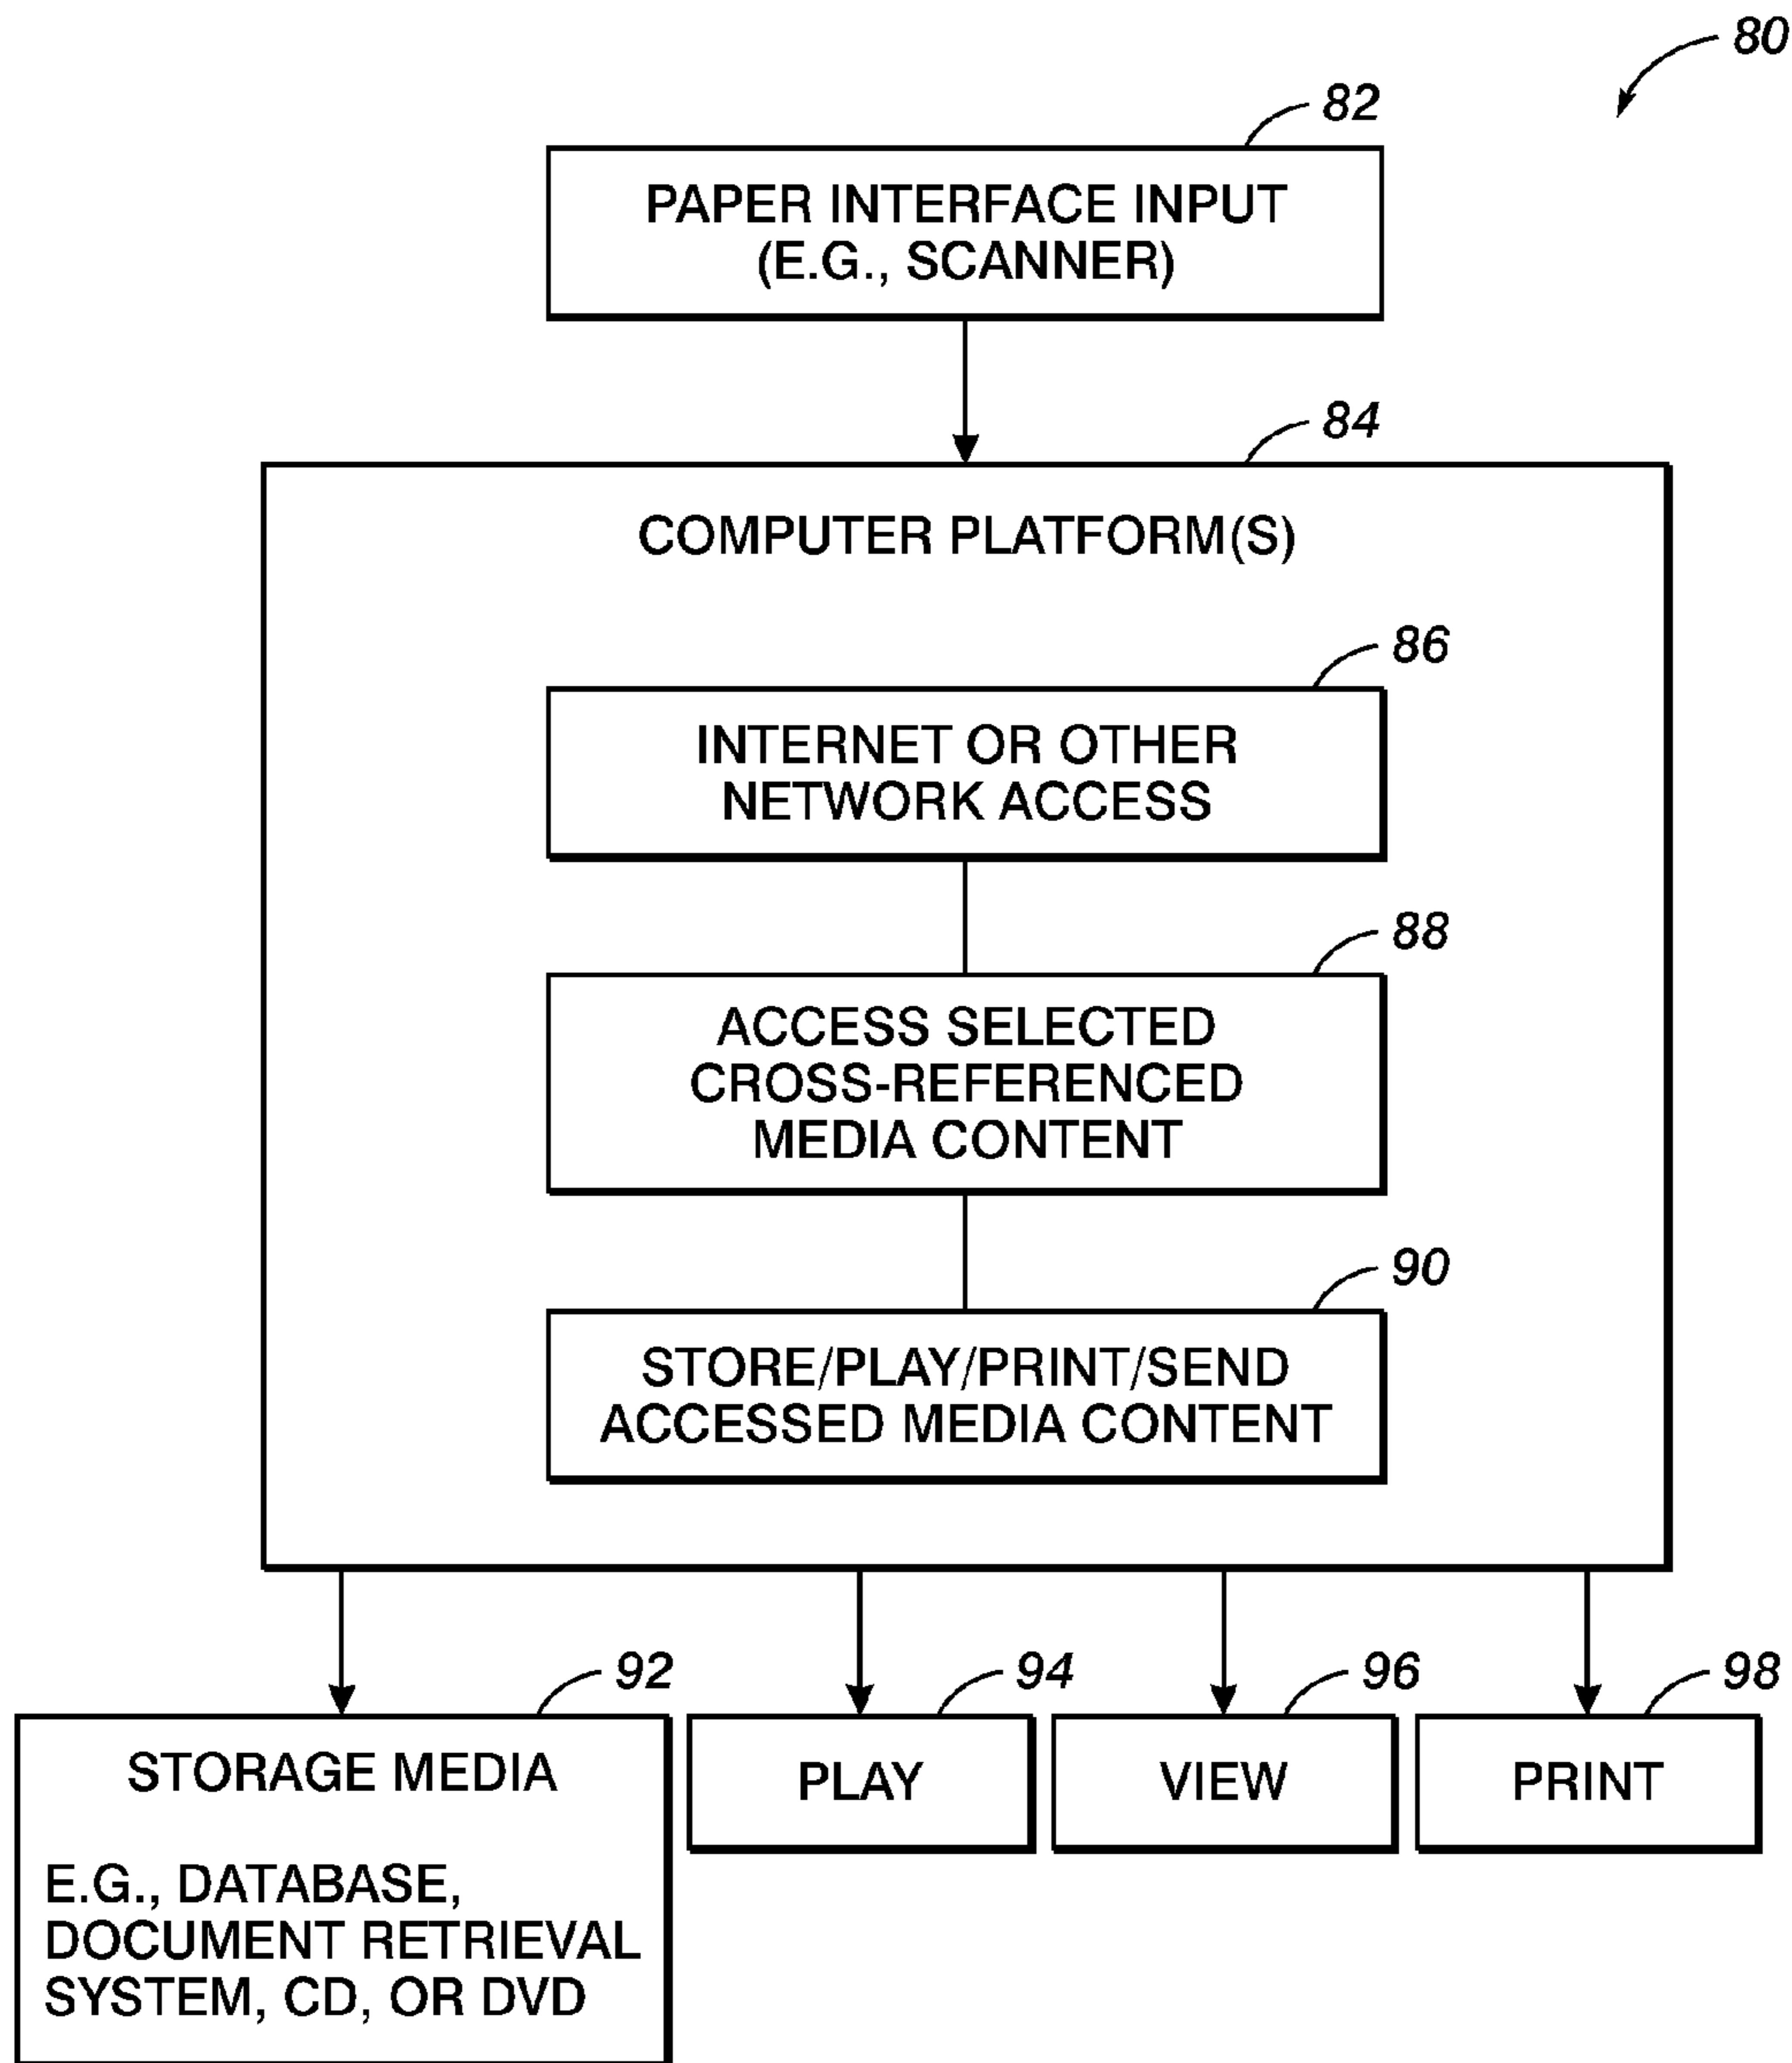 80
82
PAPER INTERFACE INPUT
(E.G., SCANNER)
84
COMPUTER PLATFORM(S)
86
INTERNET OR OTHER
NETWORK ACCESS
88
ACCESS SELECTED
CROSS-REFERENCED
MEDIA CONTENT
90
STORE/PLAY/PRINT/SEND
ACCESSED MEDIA CONTENT
92
STORAGE MEDIA
E.G., DATABASE,
DOCUMENT RETRIEVAL
SYSTEM, CD, OR DVD
94
PLAY
96
VIEW
98
PRINT